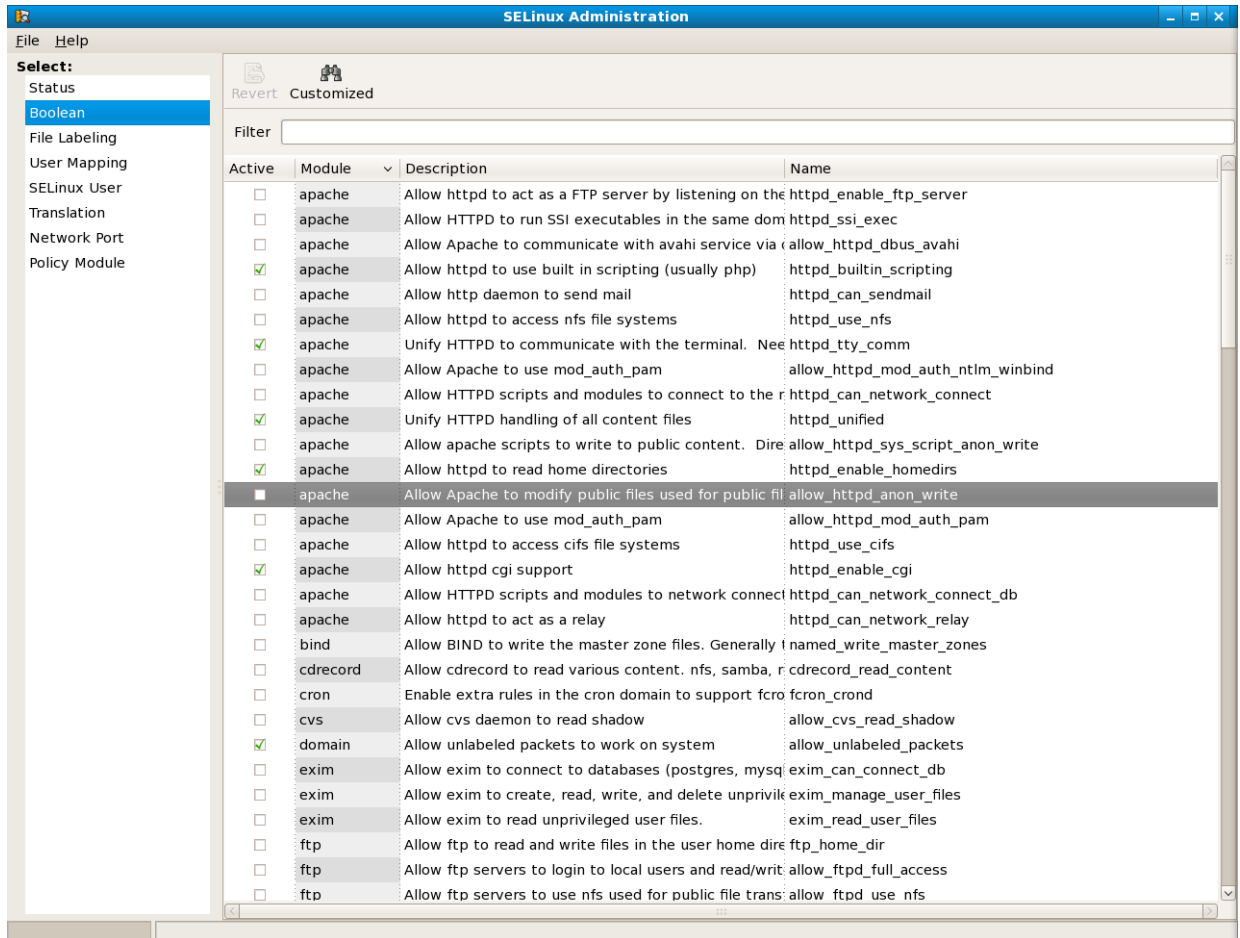 SELinux Administration
File Help
Select:
Status
Boolean
File Labeling
User Mapping
SELinux User
Translation
Network Port
Policy Module
Revert Customized
Filter
Active Module Description Name
apache Allow httpd to act as a FTP server by listening on the httpd_enable_ftp_server
apache Allow HTTPD to run SSI executables in the same dom httpd_ssi_exec
apache Allow Apache to communicate with avahi service via allow_httpd_dbus_avahi
apache Allow httpd to use built in scripting (usually php) httpd_builtin_scripting
apache Allow http daemon to send mail httpd_can_sendmail
apache Allow httpd to access nfs file systems httpd_use_nfs
apache Unify HTTPD to communicate with the terminal. Nee httpd_tty_comm
apache Allow Apache to use mod_auth_pam allow_httpd_mod_auth_ntlm_winbind
apache Allow HTTPD scripts and modules to connect to the httpd_can_network_connect
apache Unify HTTPD handling of all content files httpd_unified
apache Allow apache scripts to write to public content. Dire allow_httpd_sys_script_anon_write
apache Allow httpd to read home directories httpd_enable_homedirs
apache Allow Apache to modify public files used for public fil allow_httpd_anon_write
apache Allow Apache to use mod_auth_pam allow_httpd_mod_auth_pam
apache Allow httpd to access cifs file systems httpd_use_cifs
apache Allow httpd cgi support httpd_enable_cgi
apache Allow HTTPD scripts and modules to network connect httpd_can_network_connect_db
apache Allow httpd to act as a relay httpd_can_network_relay
bind Allow BIND to write the master zone files. Generally named_write_master_zones
cdrecord Allow cdrecord to read various content. nfs, samba, r cdrecord_read_content
cron Enable extra rules in the cron domain to support fcro fcron_crond
cvs Allow cvs daemon to read shadow allow_cvs_read_shadow
domain Allow unlabeled packets to work on system allow_unlabeled_packets
exim Allow exim to connect to databases (postgres, mysql exim_can_connect_db
exim Allow exim to create, read, write, and delete unprivile exim_manage_user_files
exim Allow exim to read unprivileged user files. exim_read_user_files
ftp Allow ftp to read and write files in the user home dire ftp_home_dir
ftp Allow ftp servers to login to local users and read/writ allow_ftpd_full_access
ftp Allow ftp servers to use nfs used for public file trans allow_ftpd_use_nfs